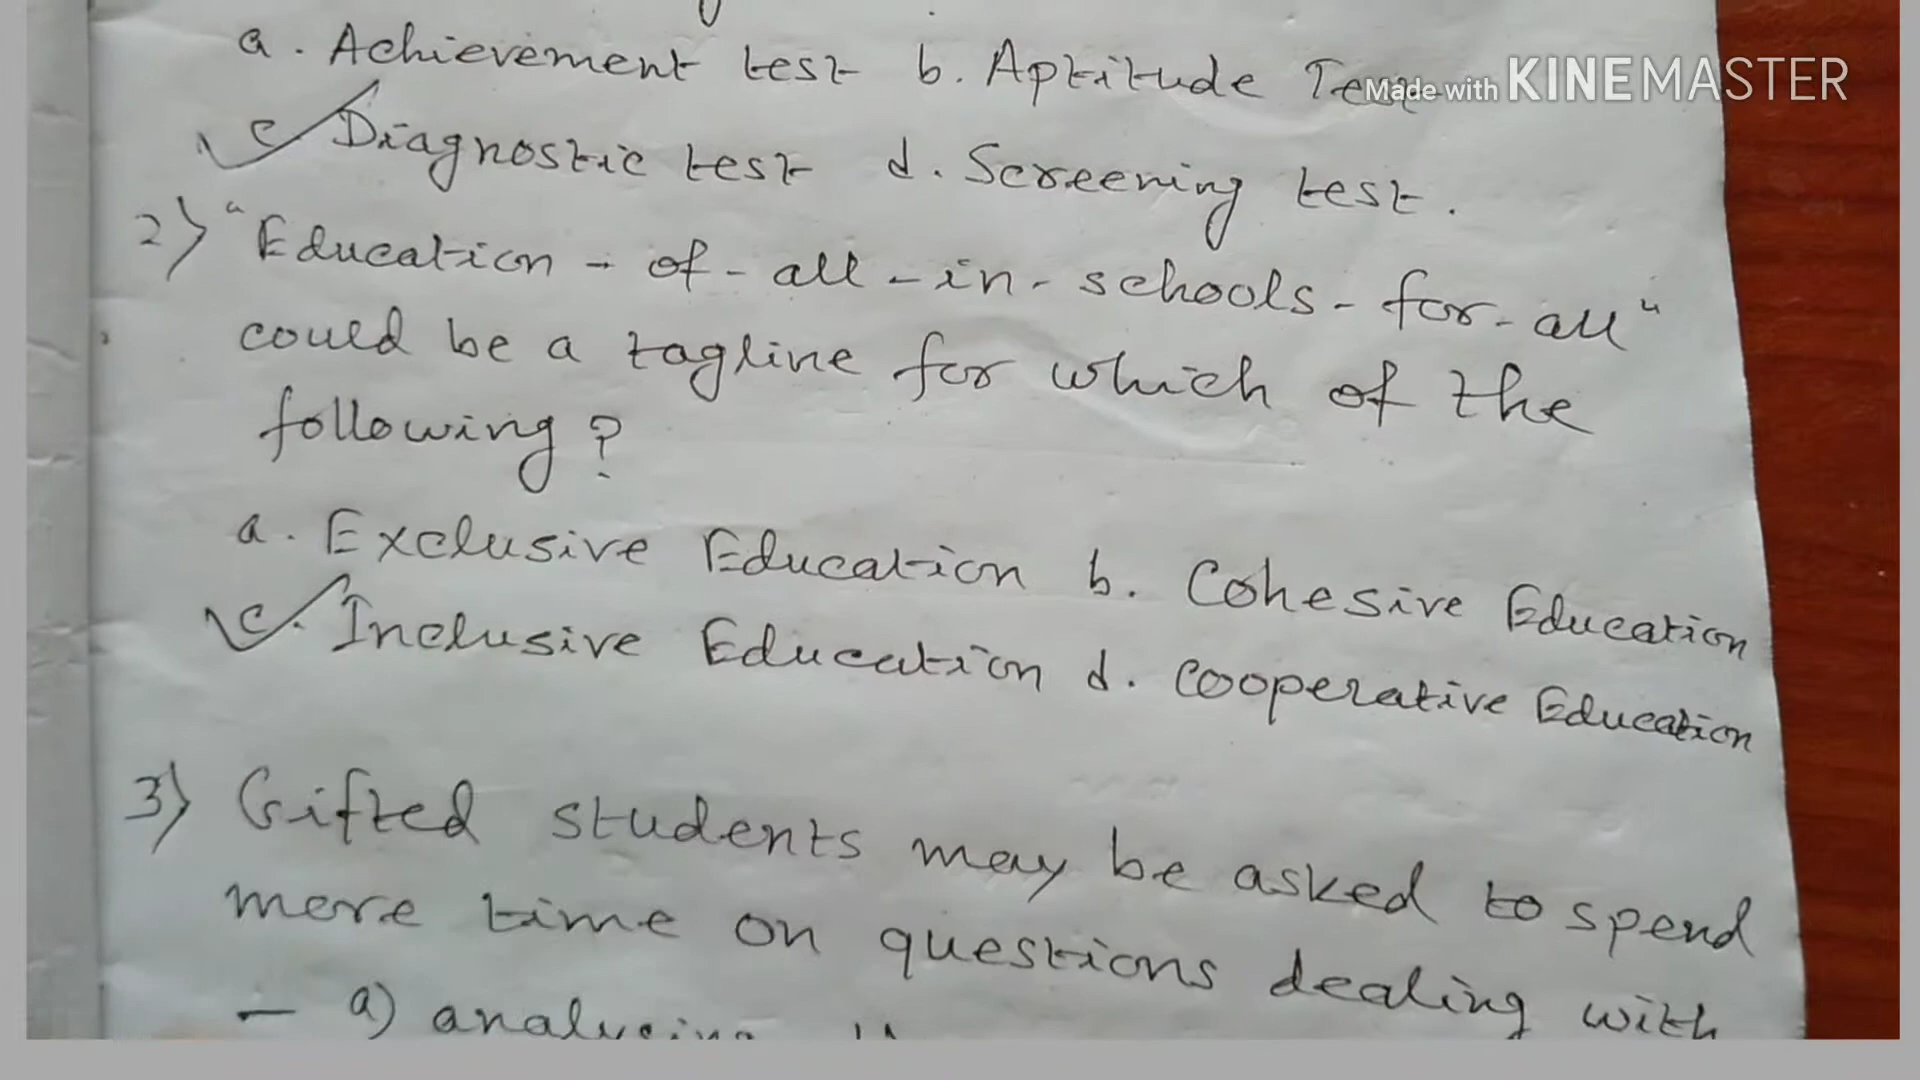 a. Achievement test b. Aptitude Test
Made with KINEMASTER
c. Diagnostic test d. Screening test.
2) "Education - of - all - in - schools - for - all"
could be a tagline for which of the
following?
a. Exclusive Education b. Cohesive Education
c. Inclusive Education d. Cooperative Education
3) Gifted students may be asked to spend
more time on questions dealing with
- a)